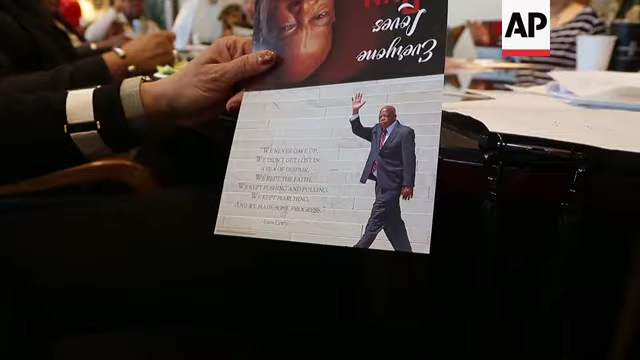 AP
Everyone
Loves
"WE NEVER GAVE UP.
WE DIDN'T GET LOST IN
A SEA OF DESPAIR.
WE KEPT THE FAITH.
WE KEPT PUSHING AND PULLING.
WE KEPT MARCHING.
AND WE MADE SOME PROGRESS."